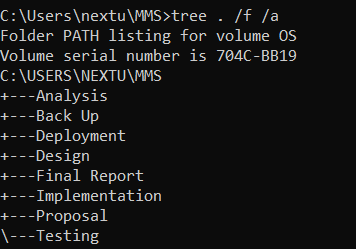 C:\Users\nextu\MMS>tree . /f /a
Folder PATH listing for volume OS
Volume serial number is 704C-BB19
C:\USERS\NEXTU\MMS
+---Analysis
+---Back Up
+---Deployment
+---Design
+---Final Report
+---Implementation
+---Proposal
\---Testing